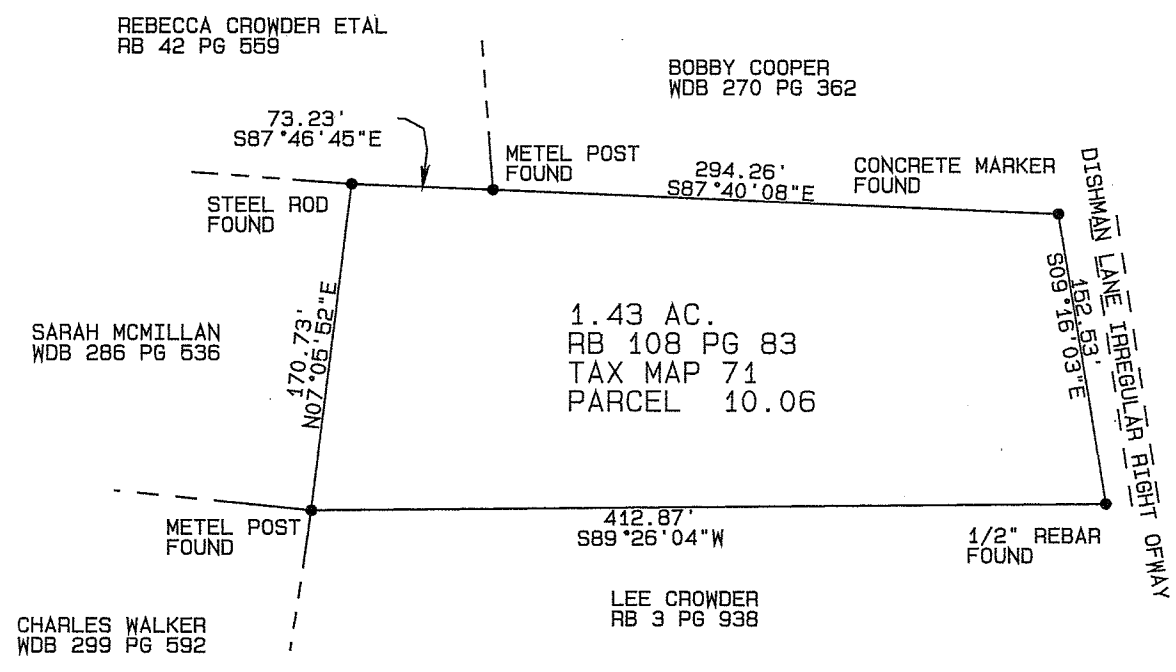 REBECCA CROWDER ETAL
RB 42 PG 559
BOBBY COOPER
WDB 270 PG 362
73.23'
S87°46'45"E
METEL POST
FOUND
294.26'
S87°40'08"E
CONCRETE MARKER
FOUND
STEEL ROD
FOUND
DISHMAN LANE IRREGULAR RIGHT OFWAY
152.53'
S09°16'03"E
SARAH MCMILLAN
WDB 286 PG 536
170.73'
N07°05'52"E
1.43 AC.
RB 108 PG 83
TAX MAP 71
PARCEL 10.06
METEL POST
FOUND
412.87'
S89°26'04"W
1/2" REBAR
FOUND
LEE CROWDER
RB 3 PG 938
CHARLES WALKER
WDB 299 PG 592